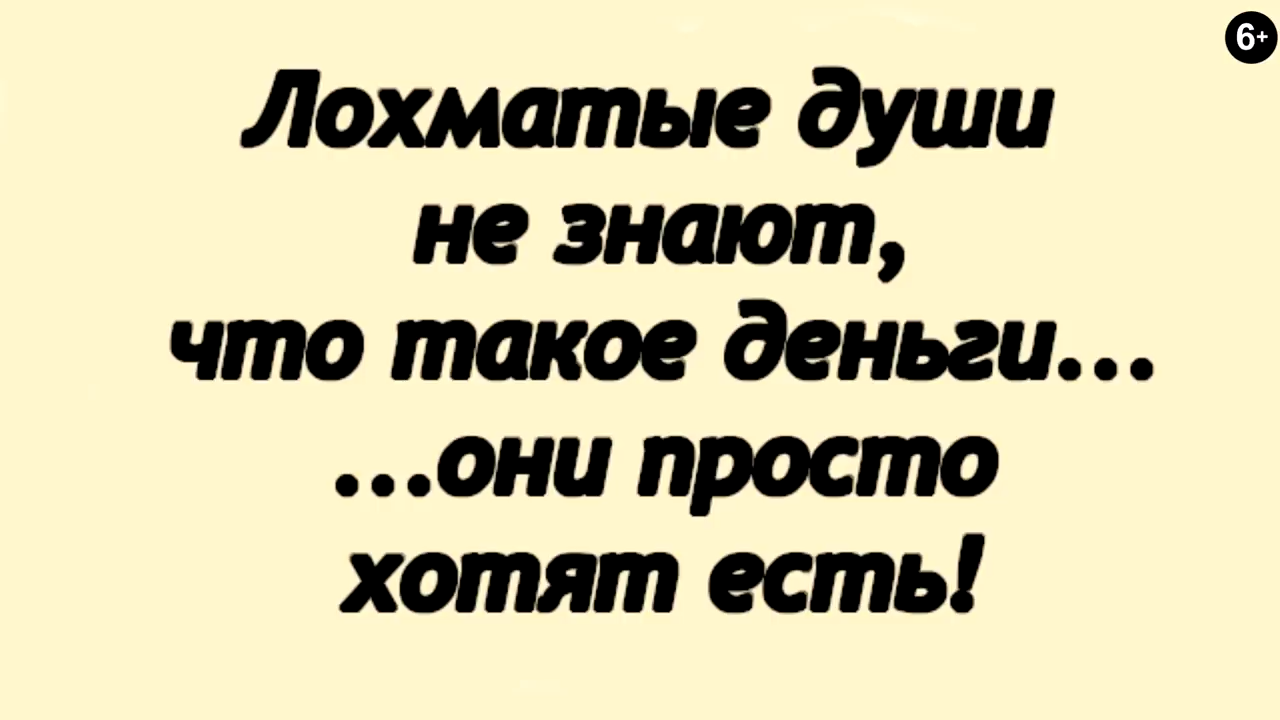 6+
Лохматые души
не знают,
что такое деньги...
...они просто
хотят есть!